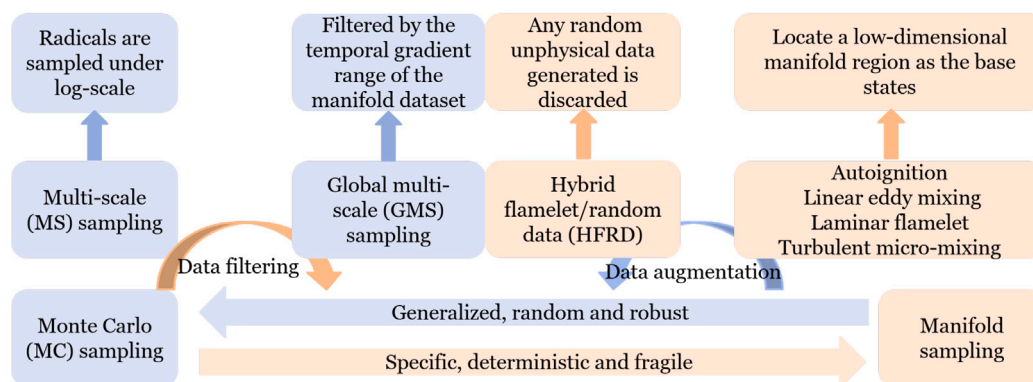 Radicals are
sampled under
log-scale
Filtered by the
temporal gradient
range of the
manifold dataset
Any random
unphysical data
generated is
discarded
Locate a low-dimensional
manifold region as the base
states
Multi-scale
(MS) sampling
Global multi-
scale (GMS)
sampling
Hybrid
flamelet/random
data (HFRD)
Autoignition
Linear eddy mixing
Laminar flamelet
Turbulent micro-mixing
Data filtering
Data augmentation
Monte Carlo
(MC) sampling
Generalized, random and robust
Specific, deterministic and fragile
Manifold
sampling